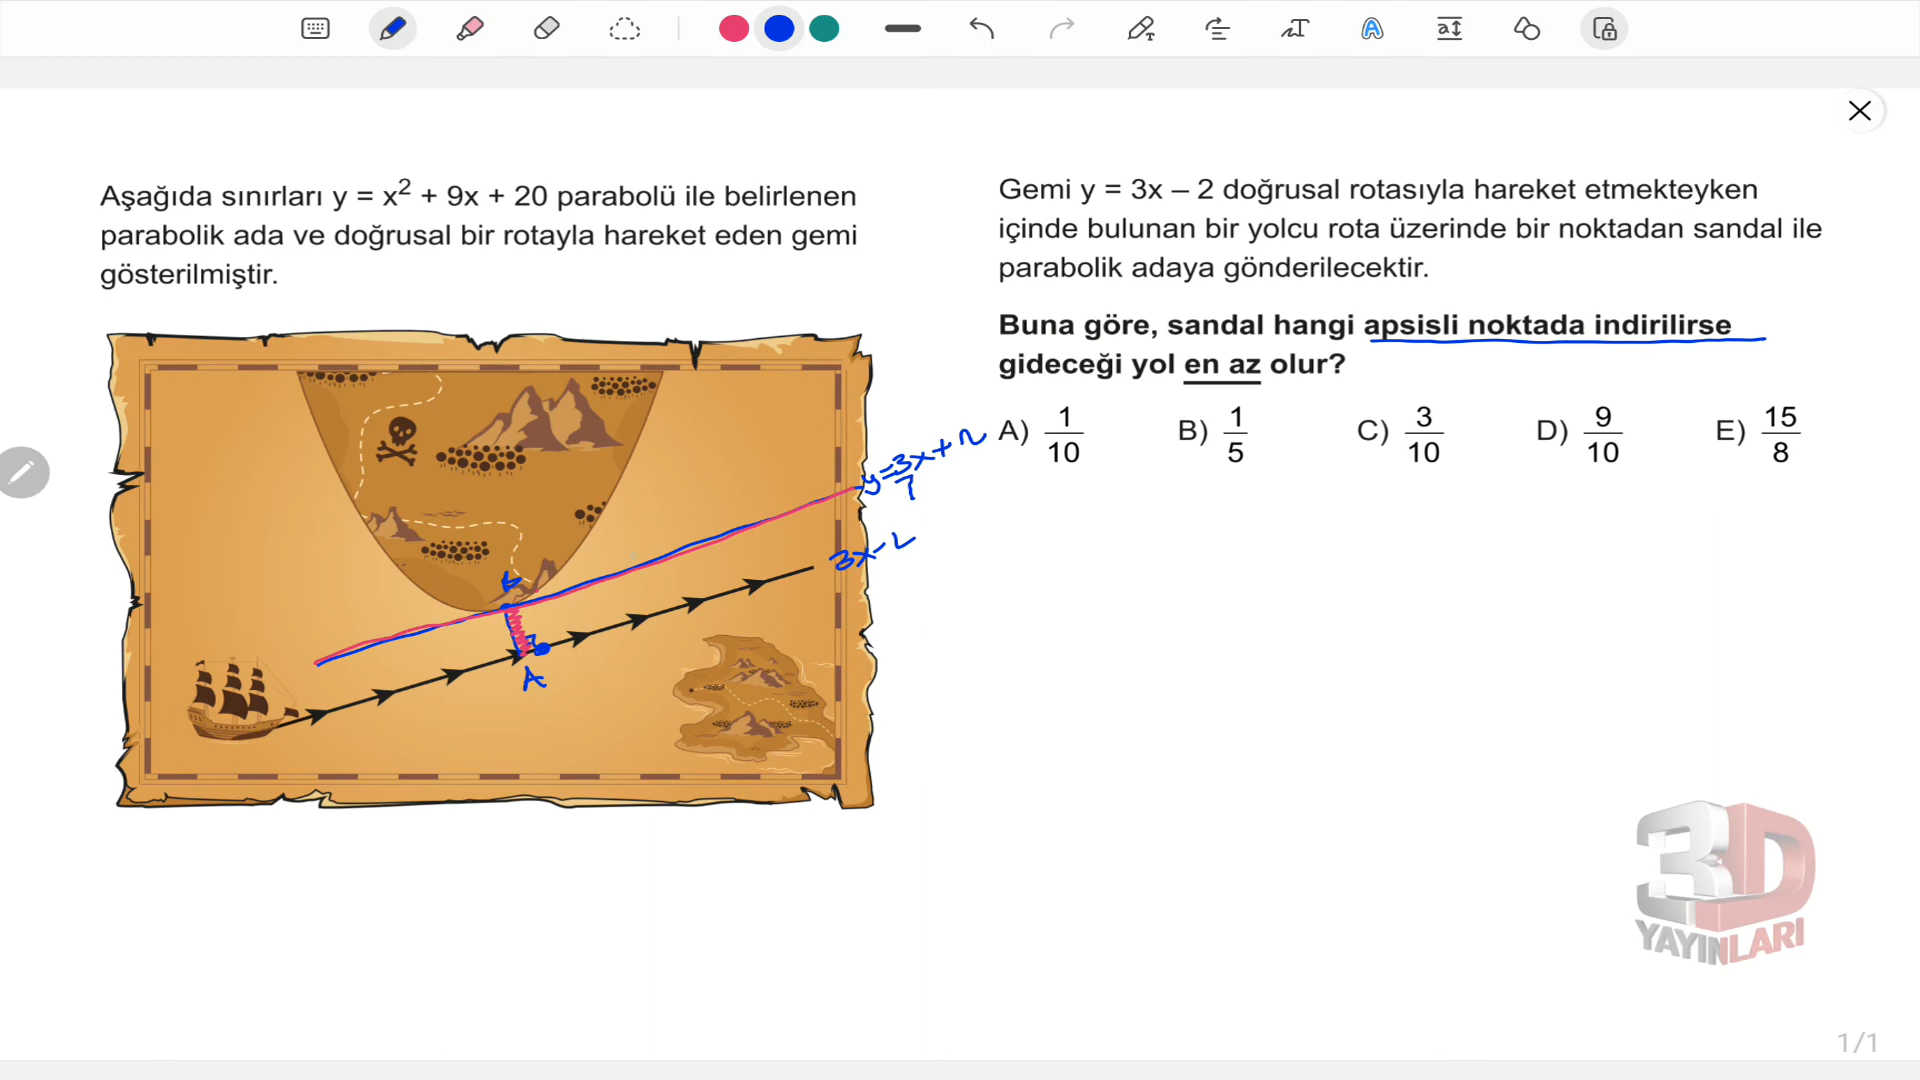 Aşağıda sınırları y = x² + 9x + 20 parabolü ile belirlenen
parabolik ada ve doğrusal bir rotayla hareket eden gemi
gösterilmiştir.
Gemi y = 3x – 2 doğrusal rotasıyla hareket etmekteyken
içinde bulunan bir yolcu rota üzerinde bir noktadan sandal ile
parabolik adaya gönderilecektir.
Buna göre, sandal hangi apsisli noktada indirilirse
gideceği yol en az olur?
A) 1/10 B) 1/5 C) 3/10 D) 9/10 E) 15/8
y=3x+n
3x-2
A
3D
YAYINLARI
1/1